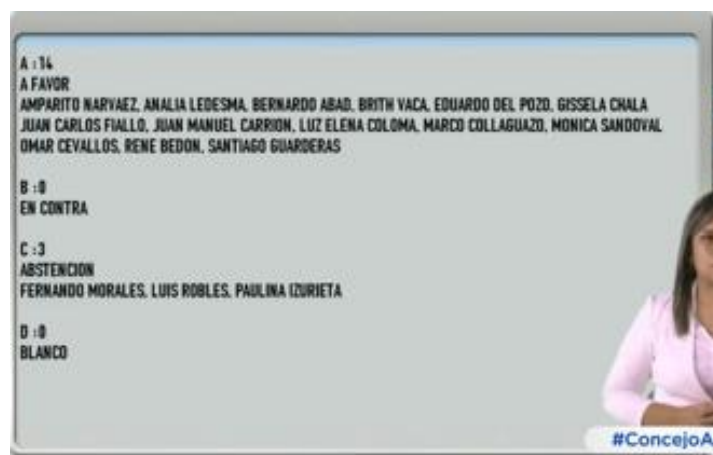 A :14
A FAVOR
AMPARITO NARVAEZ, ANALIA LEDESMA, BERNARDO ABAD, BRITH VACA, EDUARDO DEL POZO, GISSELA CHALA
JUAN CARLOS FIALLO, JUAN MANUEL CARRION, LUZ ELENA COLOMA, MARCO COLLAGUAZO, MONICA SANDOVAL
OMAR CEVALLOS, RENE BEDON, SANTIAGO GUARDERAS
B :0
EN CONTRA
C :3
ABSTENCION
FERNANDO MORALES, LUIS ROBLES, PAULINA IZURIETA
D :0
BLANCO
#ConcejoA